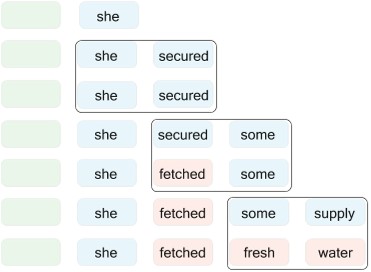 she
she secured
she secured
she secured some
she fetched some
she fetched some supply
she fetched fresh water